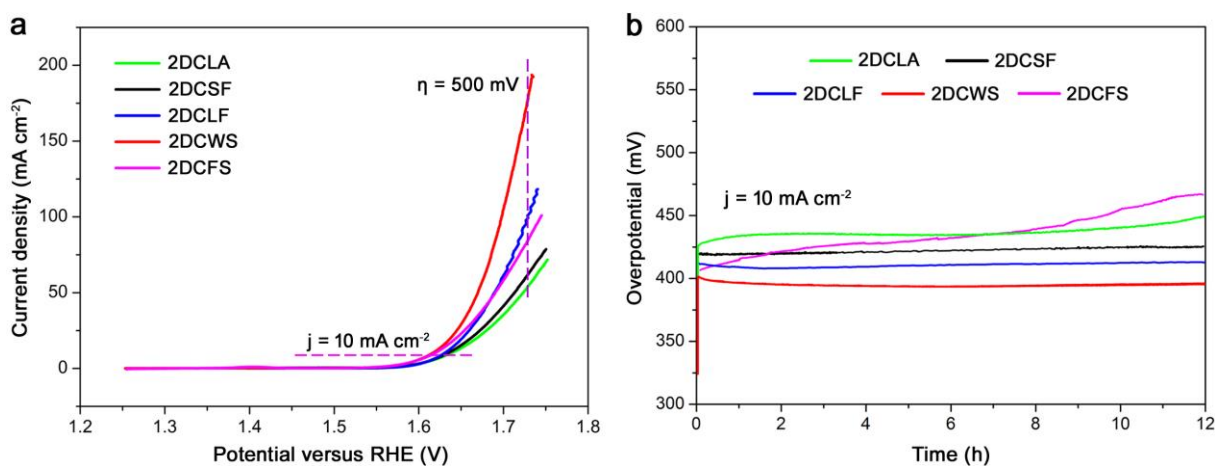 a
Current density (mA cm⁻²)
200
150
100
50
0
2DCLA
2DCSF
2DCLF
2DCWS
2DCFS
η = 500 mV
j = 10 mA cm⁻²
1.2 1.3 1.4 1.5 1.6 1.7 1.8
Potential versus RHE (V)
b
Overpotential (mV)
600
550
500
450
400
350
300
2DCLA 2DCSF
2DCLF 2DCWS 2DCFS
j = 10 mA cm⁻²
0 2 4 6 8 10 12
Time (h)